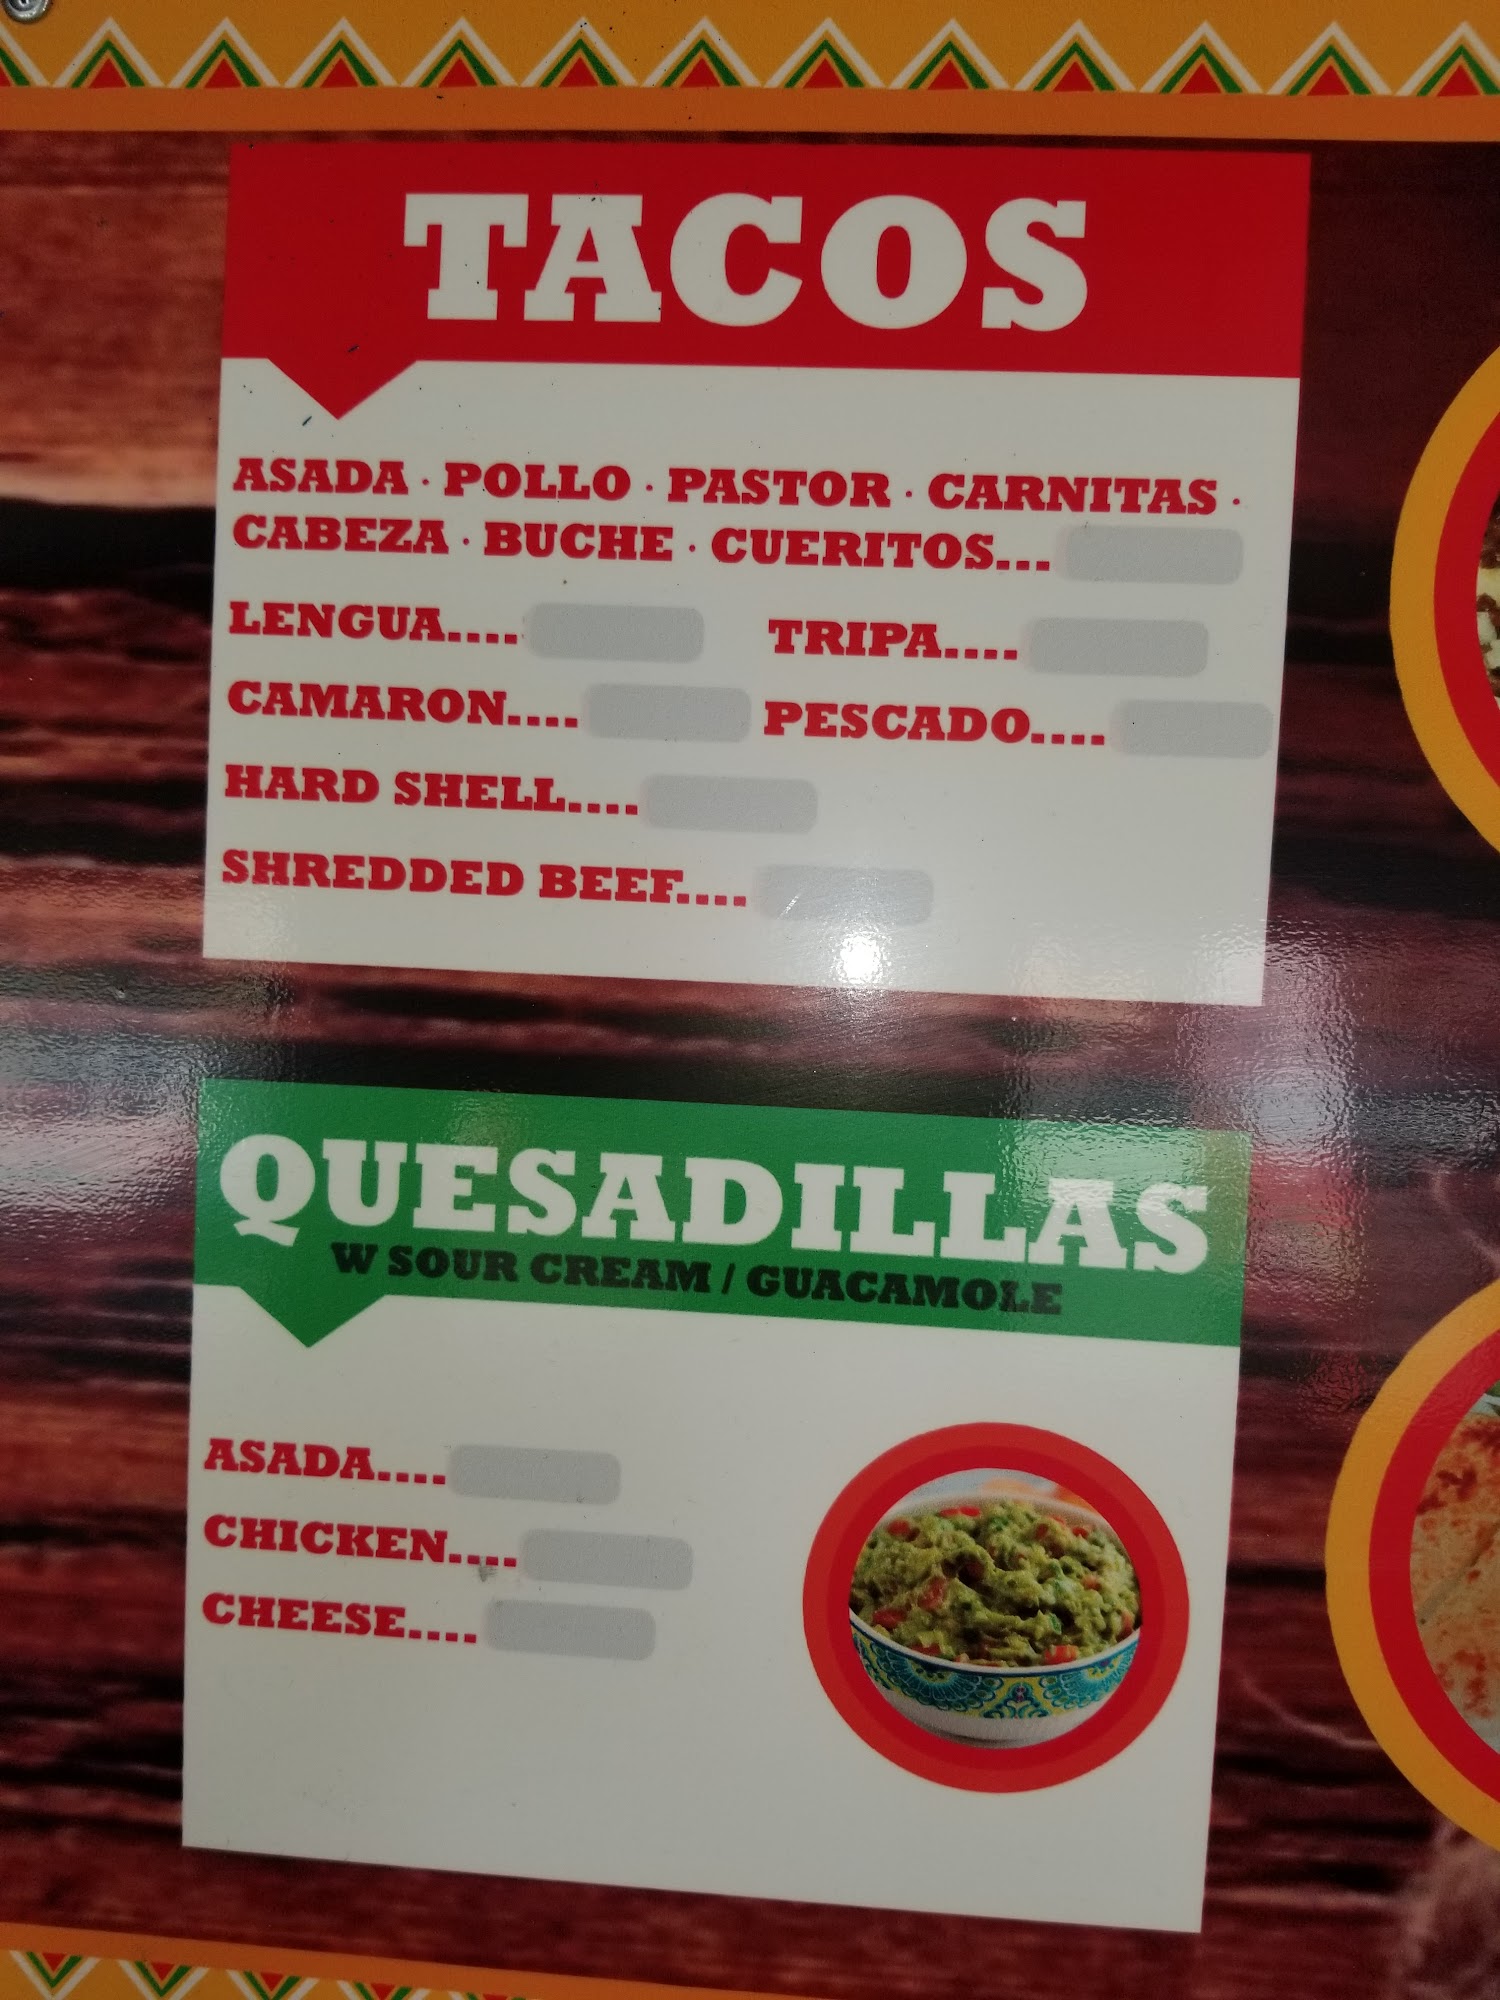 TACOS
ASADA · POLLO · PASTOR · CARNITAS ·
CABEZA · BUCHE · CUERITOS...
LENGUA.... TRIPA....
CAMARON.... PESCADO....
HARD SHELL....
SHREDDED BEEF....
QUESADILLAS
W SOUR CREAM / GUACAMOLE
ASADA....
CHICKEN....
CHEESE....